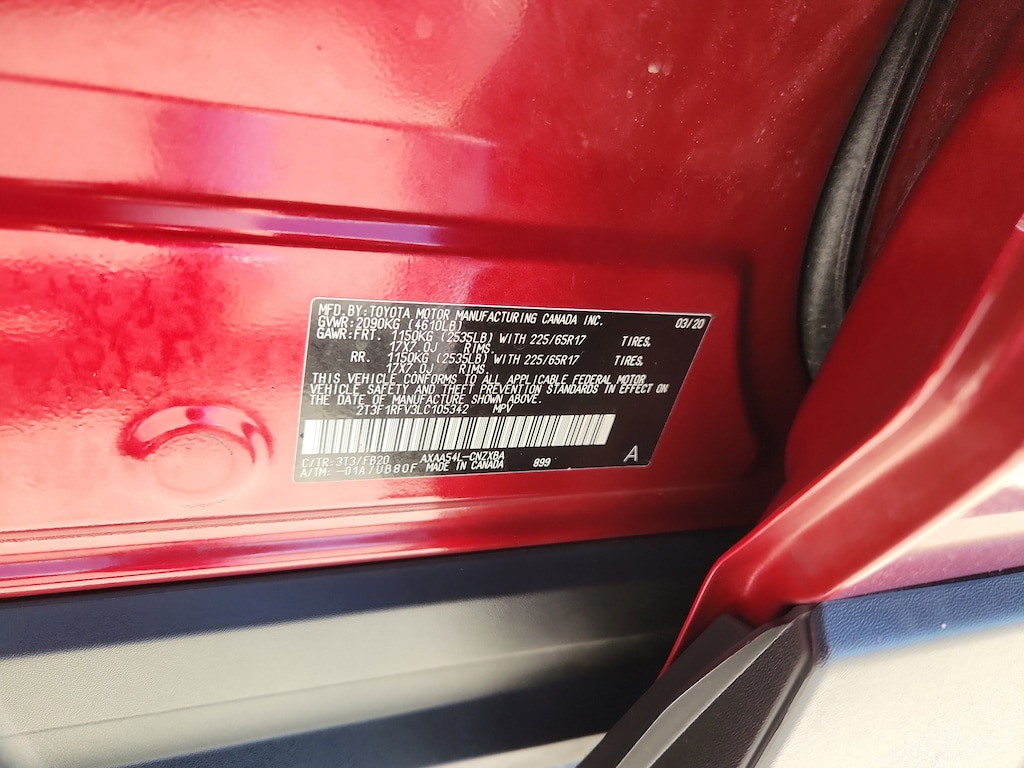 MFD.BY:TOYOTA MOTOR MANUFACTURING CANADA INC. 03/20
GVWR:2090KG (4610LB)
GAWR:FRT. 1150KG (2535LB) WITH 225/65R17 TIRES,
17X7.0J RIMS.
RR. 1150KG (2535LB) WITH 225/65R17 TIRES,
17X7.0J RIMS.
THIS VEHICLE CONFORMS TO ALL APPLICABLE FEDERAL MOTOR
VEHICLE SAFETY AND THEFT PREVENTION STANDARDS IN EFFECT ON
THE DATE OF MANUFACTURE SHOWN ABOVE.
2T3F1RFV3LC105342 MPV
C/TR:3T3/FB20 AXAA54L-CNZXBA
A/TM: -01A/UB80F MADE IN CANADA 899 A